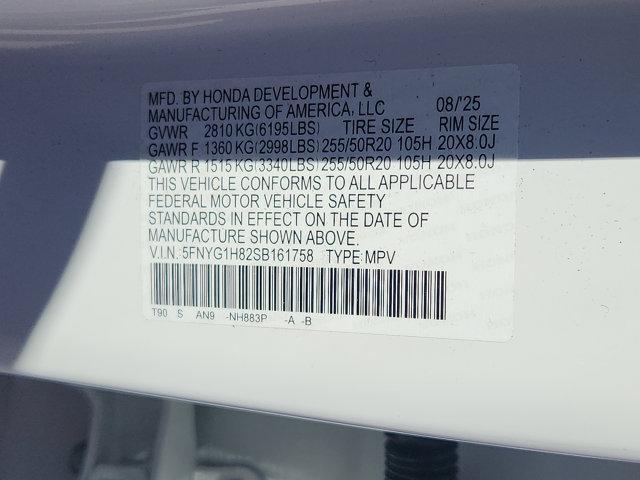 MFD. BY HONDA DEVELOPMENT &
MANUFACTURING OF AMERICA, LLC 08/'25
GVWR 2810 KG(6195LBS) TIRE SIZE RIM SIZE
GAWR F 1360 KG(2998LBS) 255/50R20 105H 20X8.0J
GAWR R 1515 KG(3340LBS) 255/50R20 105H 20X8.0J
THIS VEHICLE CONFORMS TO ALL APPLICABLE
FEDERAL MOTOR VEHICLE SAFETY
STANDARDS IN EFFECT ON THE DATE OF
MANUFACTURE SHOWN ABOVE.
V.I.N.:5FNYG1H82SB161758 TYPE:MPV
T90 S AN9 -NH883P -A -B